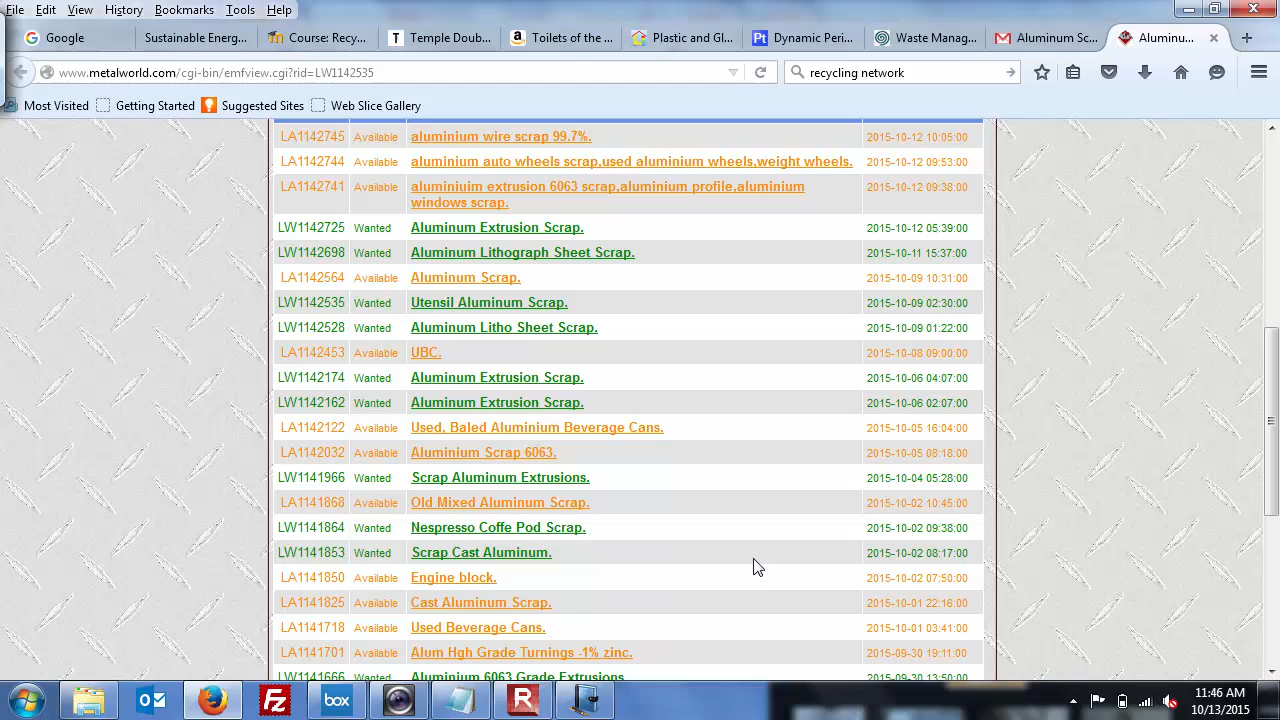 File Edit View History Bookmarks Tools Help
Google Sustainable Energ... Course: Recy... Temple Doub... Toilets of the ... Plastic and Gl... Dynamic Peri... Waste Manag... Aluminum Sc... Aluminu...
www.metalworld.com/cgi-bin/emfview.cgi?rid=LW1142535 recycling network
Most Visited Getting Started Suggested Sites Web Slice Gallery
LA1142745 Available aluminium wire scrap 99.7%. 2015-10-12 10:05:00
LA1142744 Available aluminium auto wheels scrap,used aluminium wheels,weight wheels. 2015-10-12 09:53:00
LA1142741 Available aluminiuim extrusion 6063 scrap,aluminium profile,aluminium 2015-10-12 09:38:00
windows scrap.
LW1142725 Wanted Aluminum Extrusion Scrap. 2015-10-12 05:39:00
LW1142698 Wanted Aluminum Lithograph Sheet Scrap. 2015-10-11 15:37:00
LA1142564 Available Aluminum Scrap. 2015-10-09 10:31:00
LW1142535 Wanted Utensil Aluminum Scrap. 2015-10-09 02:30:00
LW1142528 Wanted Aluminum Litho Sheet Scrap. 2015-10-09 01:22:00
LA1142453 Available UBC. 2015-10-08 09:00:00
LW1142174 Wanted Aluminum Extrusion Scrap. 2015-10-06 04:07:00
LW1142162 Wanted Aluminum Extrusion Scrap. 2015-10-06 02:07:00
LA1142122 Available Used, Baled Aluminium Beverage Cans. 2015-10-05 16:04:00
LA1142032 Available Aluminium Scrap 6063. 2015-10-05 08:18:00
LW1141966 Wanted Scrap Aluminum Extrusions. 2015-10-04 05:28:00
LA1141868 Available Old Mixed Aluminum Scrap. 2015-10-02 10:45:00
LW1141864 Wanted Nespresso Coffe Pod Scrap. 2015-10-02 09:38:00
LW1141853 Wanted Scrap Cast Aluminum. 2015-10-02 08:17:00
LA1141850 Available Engine block. 2015-10-02 07:50:00
LA1141825 Available Cast Aluminum Scrap. 2015-10-01 22:16:00
LA1141718 Available Used Beverage Cans. 2015-10-01 03:41:00
LA1141701 Available Alum Hgh Grade Turnings -1% zinc. 2015-09-30 19:11:00
LW1141666 Wanted Aluminium 6063 Grade Extrusions 2015-09-30 13:50:00
box
11:46 AM
10/13/2015